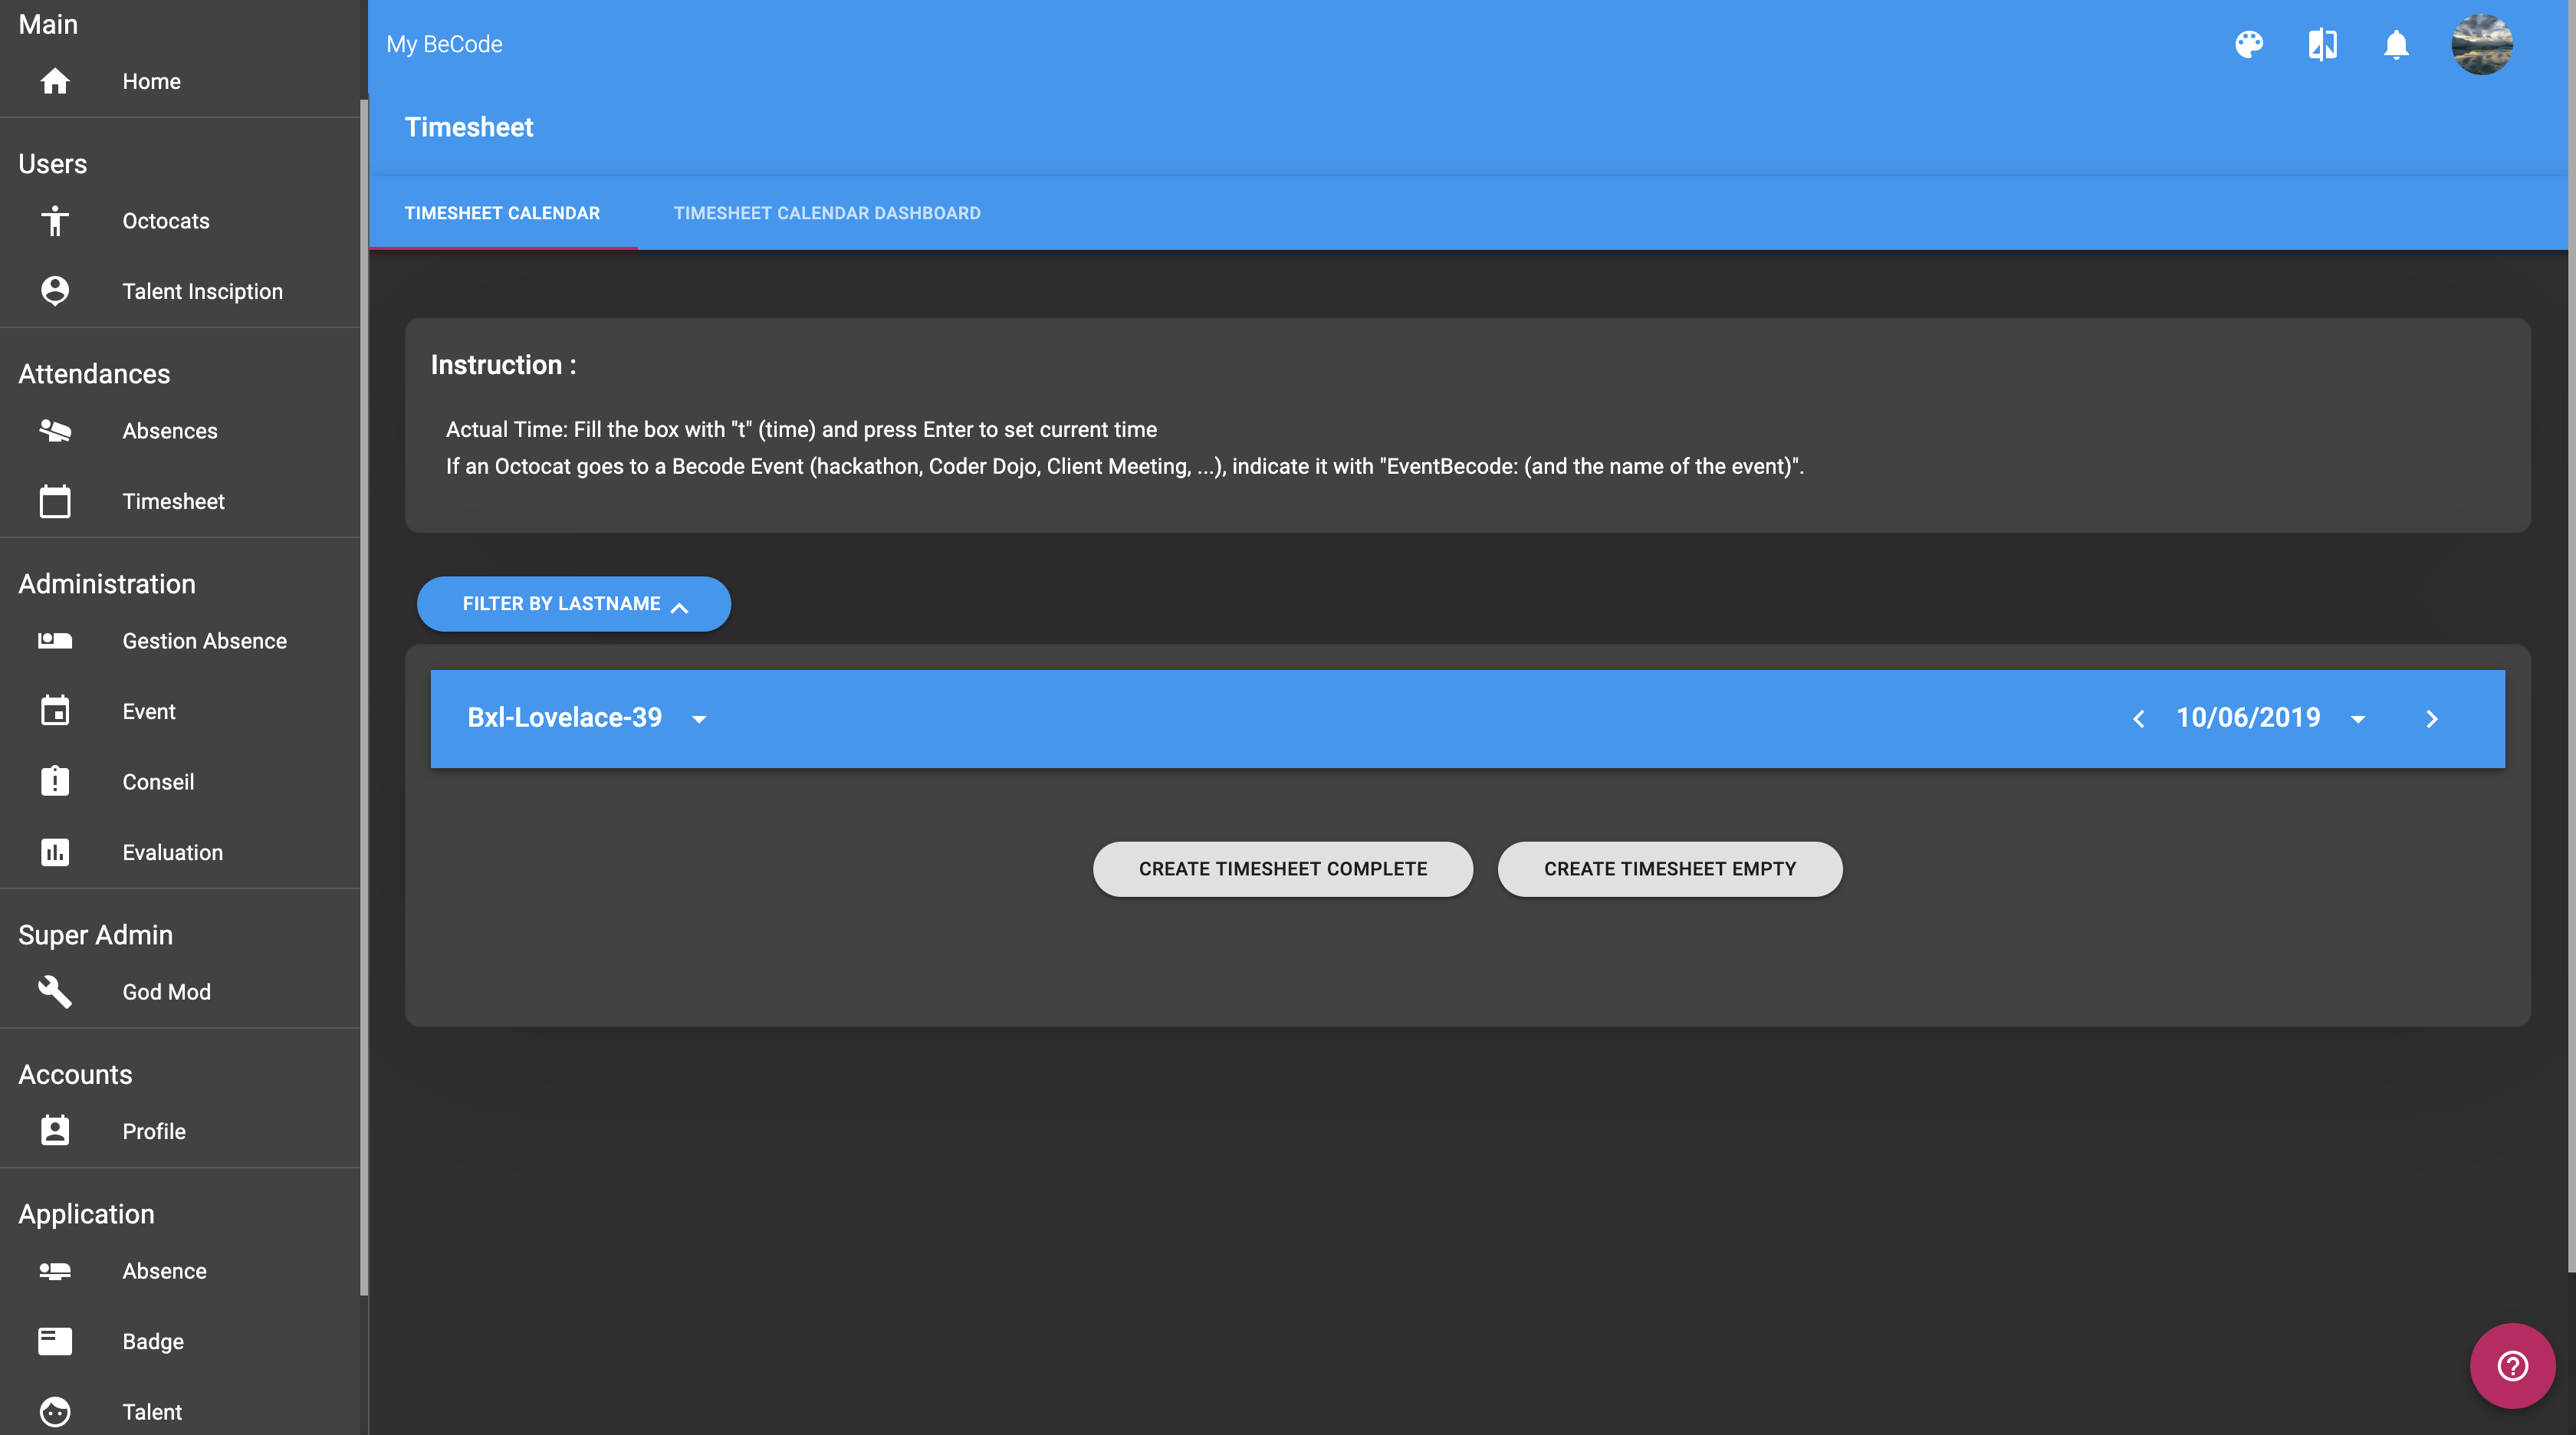 Main
Home
Users
Octocats
Talent Insciption
Attendances
Absences
Timesheet
Administration
Gestion Absence
Event
Conseil
Evaluation
Super Admin
God Mod
Accounts
Profile
Application
Absence
Badge
Talent
My BeCode
Timesheet
TIMESHEET CALENDAR
TIMESHEET CALENDAR DASHBOARD
Instruction :
Actual Time: Fill the box with "t" (time) and press Enter to set current time
If an Octocat goes to a Becode Event (hackathon, Coder Dojo, Client Meeting, ...), indicate it with "EventBecode: (and the name of the event)".
FILTER BY LASTNAME
Bxl-Lovelace-39
10/06/2019
CREATE TIMESHEET COMPLETE
CREATE TIMESHEET EMPTY